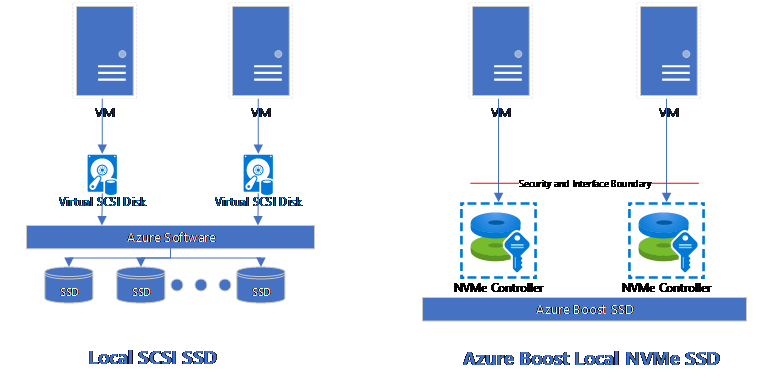 VM
VM
Virtual SCSI Disk
Virtual SCSI Disk
Azure Software
SSD
SSD
SSD
Local SCSI SSD
VM
VM
Security and Interface Boundary
NVMe Controller
NVMe Controller
Azure Boost SSD
Azure Boost Local NVMe SSD